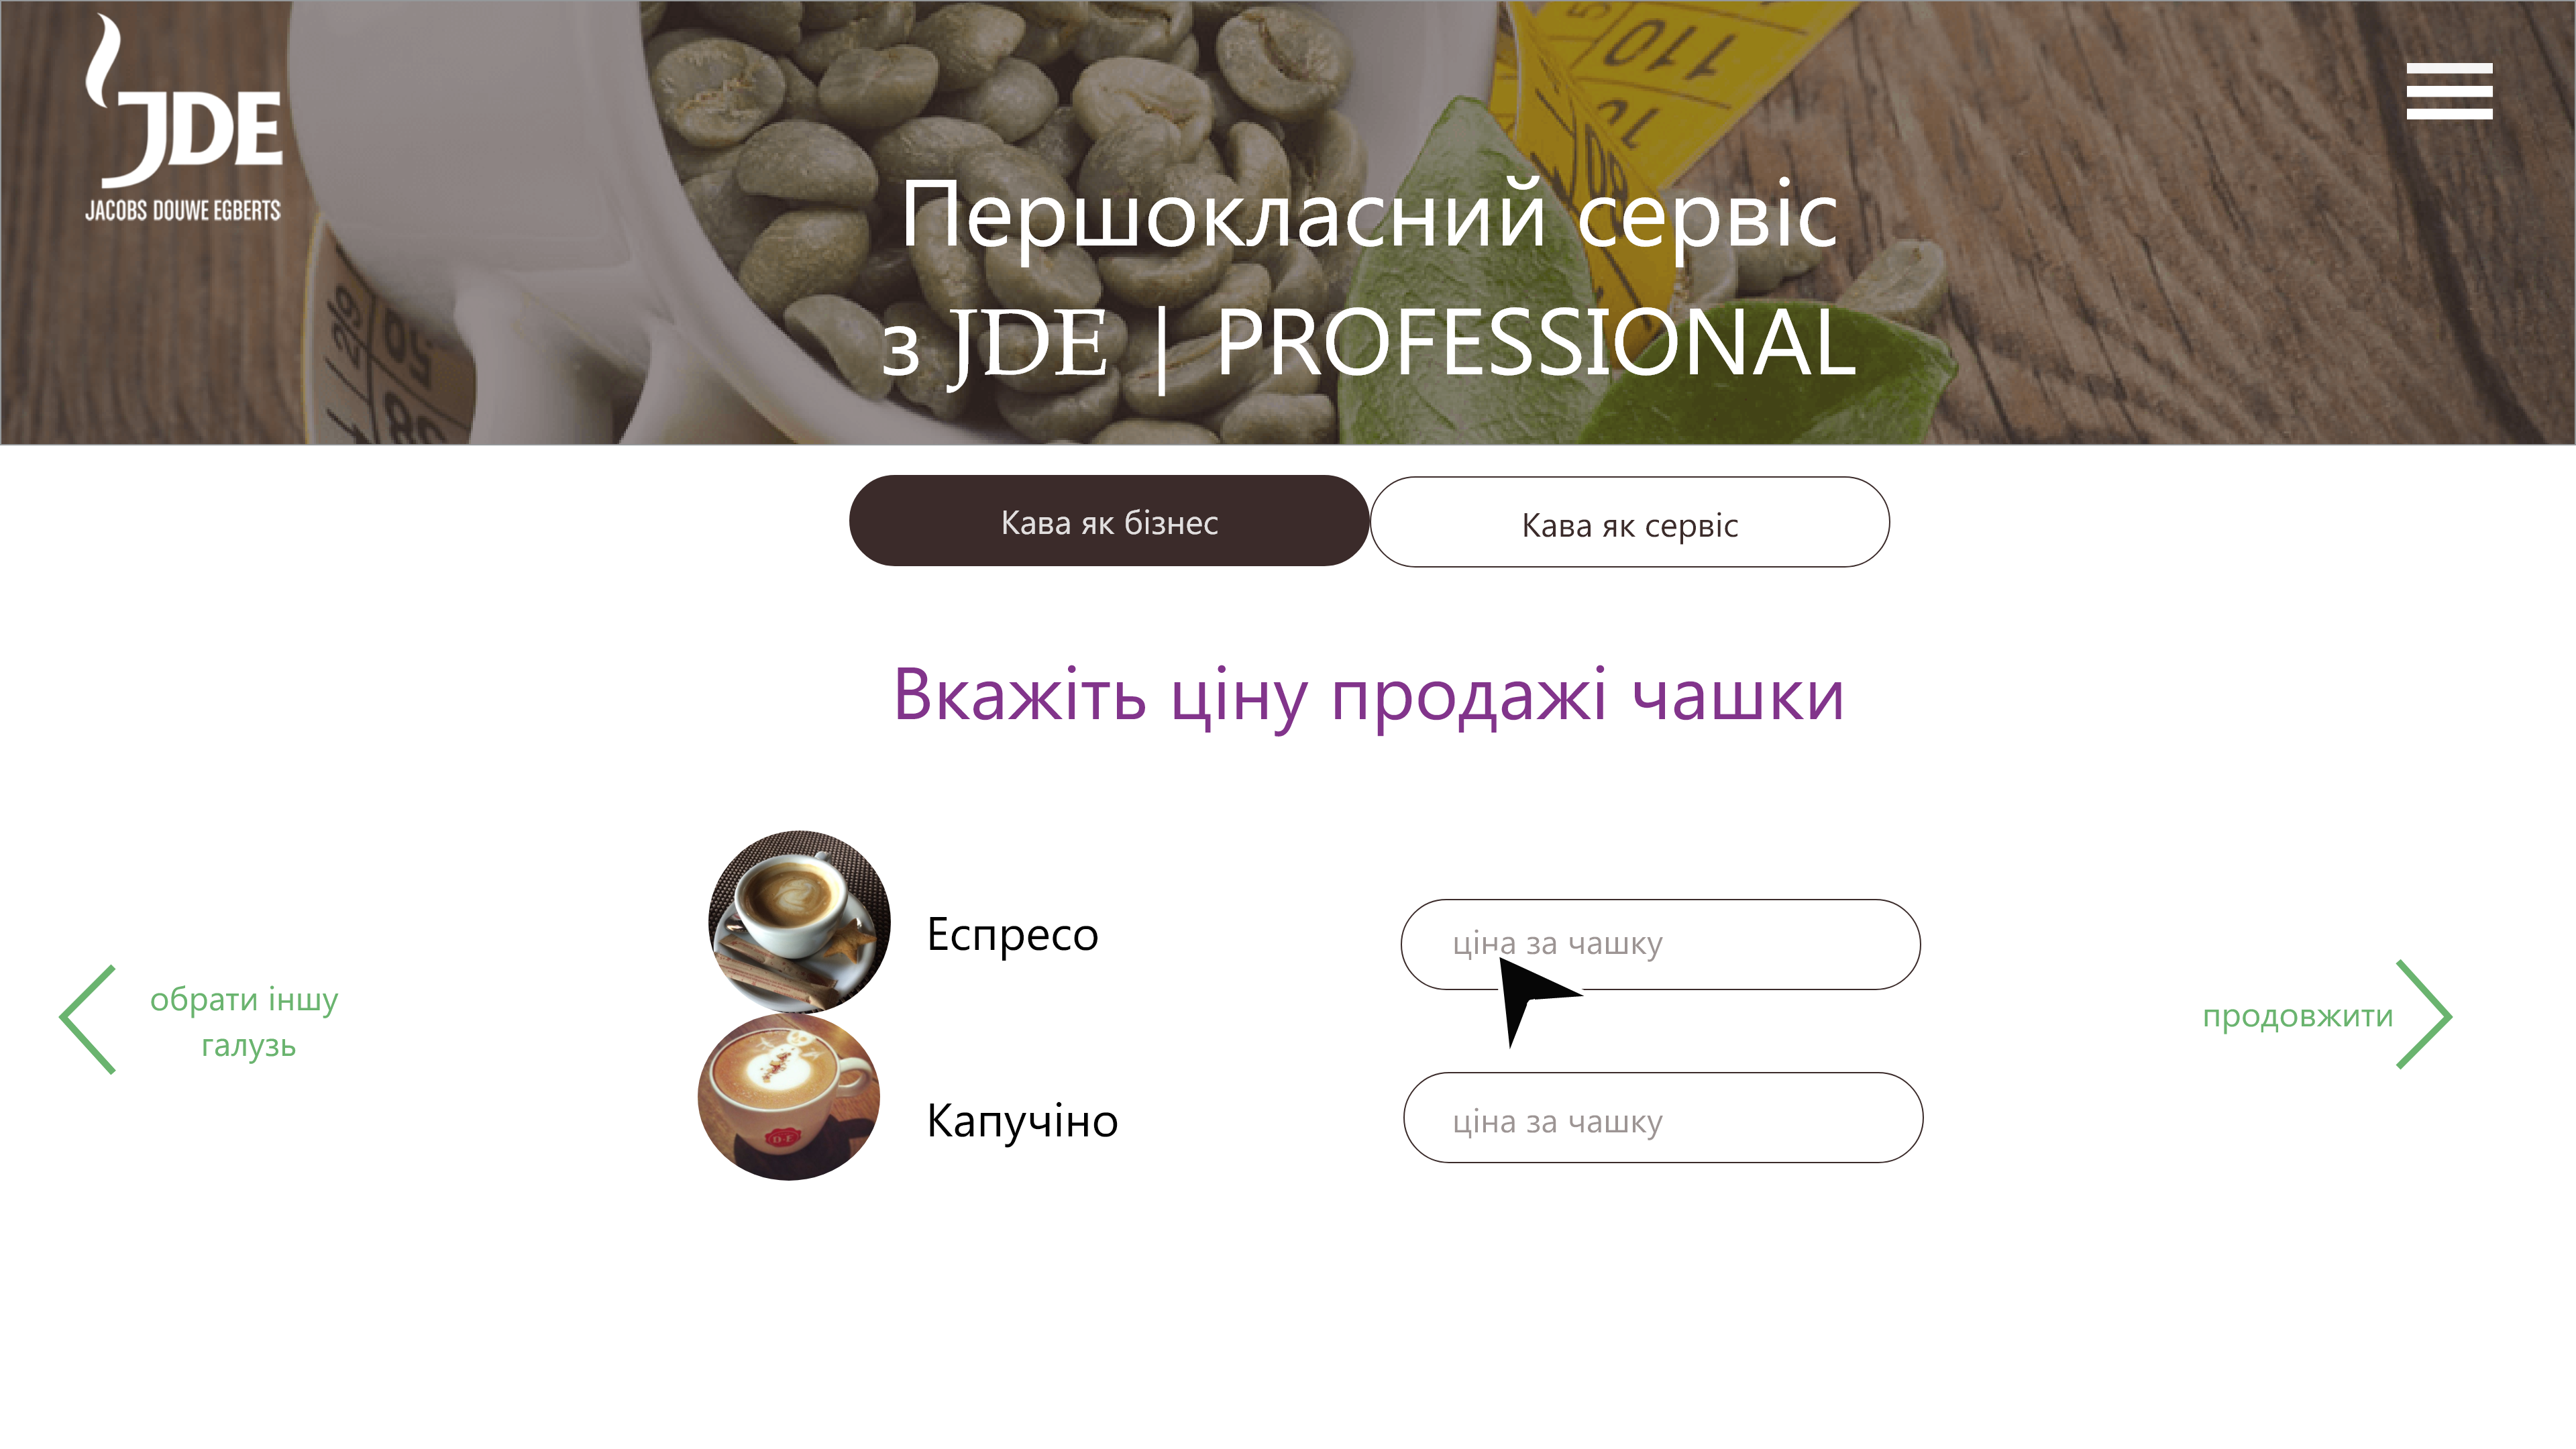 JDE
JACOBS DOUWE EGBERTS
110
Першокласний сервіс
з JDE | PROFESSIONAL
Кава як бізнес
Кава як сервіс
Вкажіть ціну продажі чашки
Еспресо
ціна за чашку
обрати іншу
галузь
продовжити
Капучіно
ціна за чашку